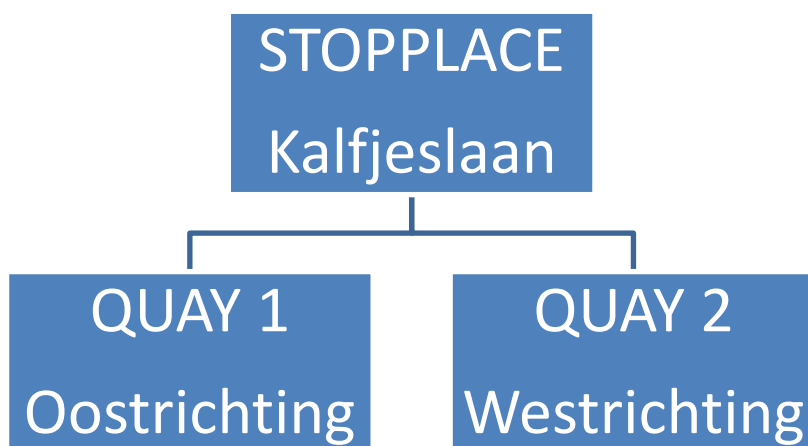 STOPPLACE
Kalfjeslaan
QUAY 1
Oostrichting
QUAY 2
Westrichting